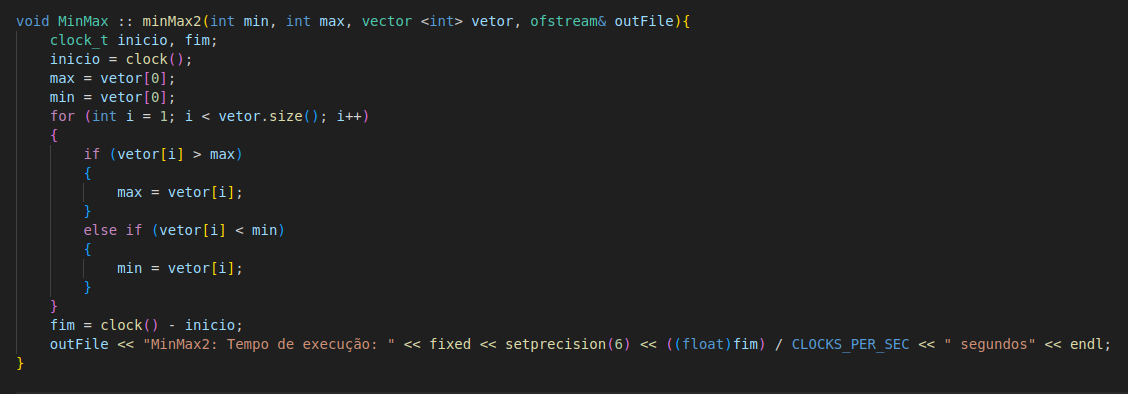 void MinMax :: minMax2(int min, int max, vector <int> vetor, ofstream& outFile){
    clock_t inicio, fim;
    inicio = clock();
    max = vetor[0];
    min = vetor[0];
    for (int i = 1; i < vetor.size(); i++)
    {
        if (vetor[i] > max)
        {
            max = vetor[i];
        }
        else if (vetor[i] < min)
        {
            min = vetor[i];
        }
    }
    fim = clock() - inicio;
    outFile << "MinMax2: Tempo de execução: " << fixed << setprecision(6) << ((float)fim) / CLOCKS_PER_SEC << " segundos" << endl;
}